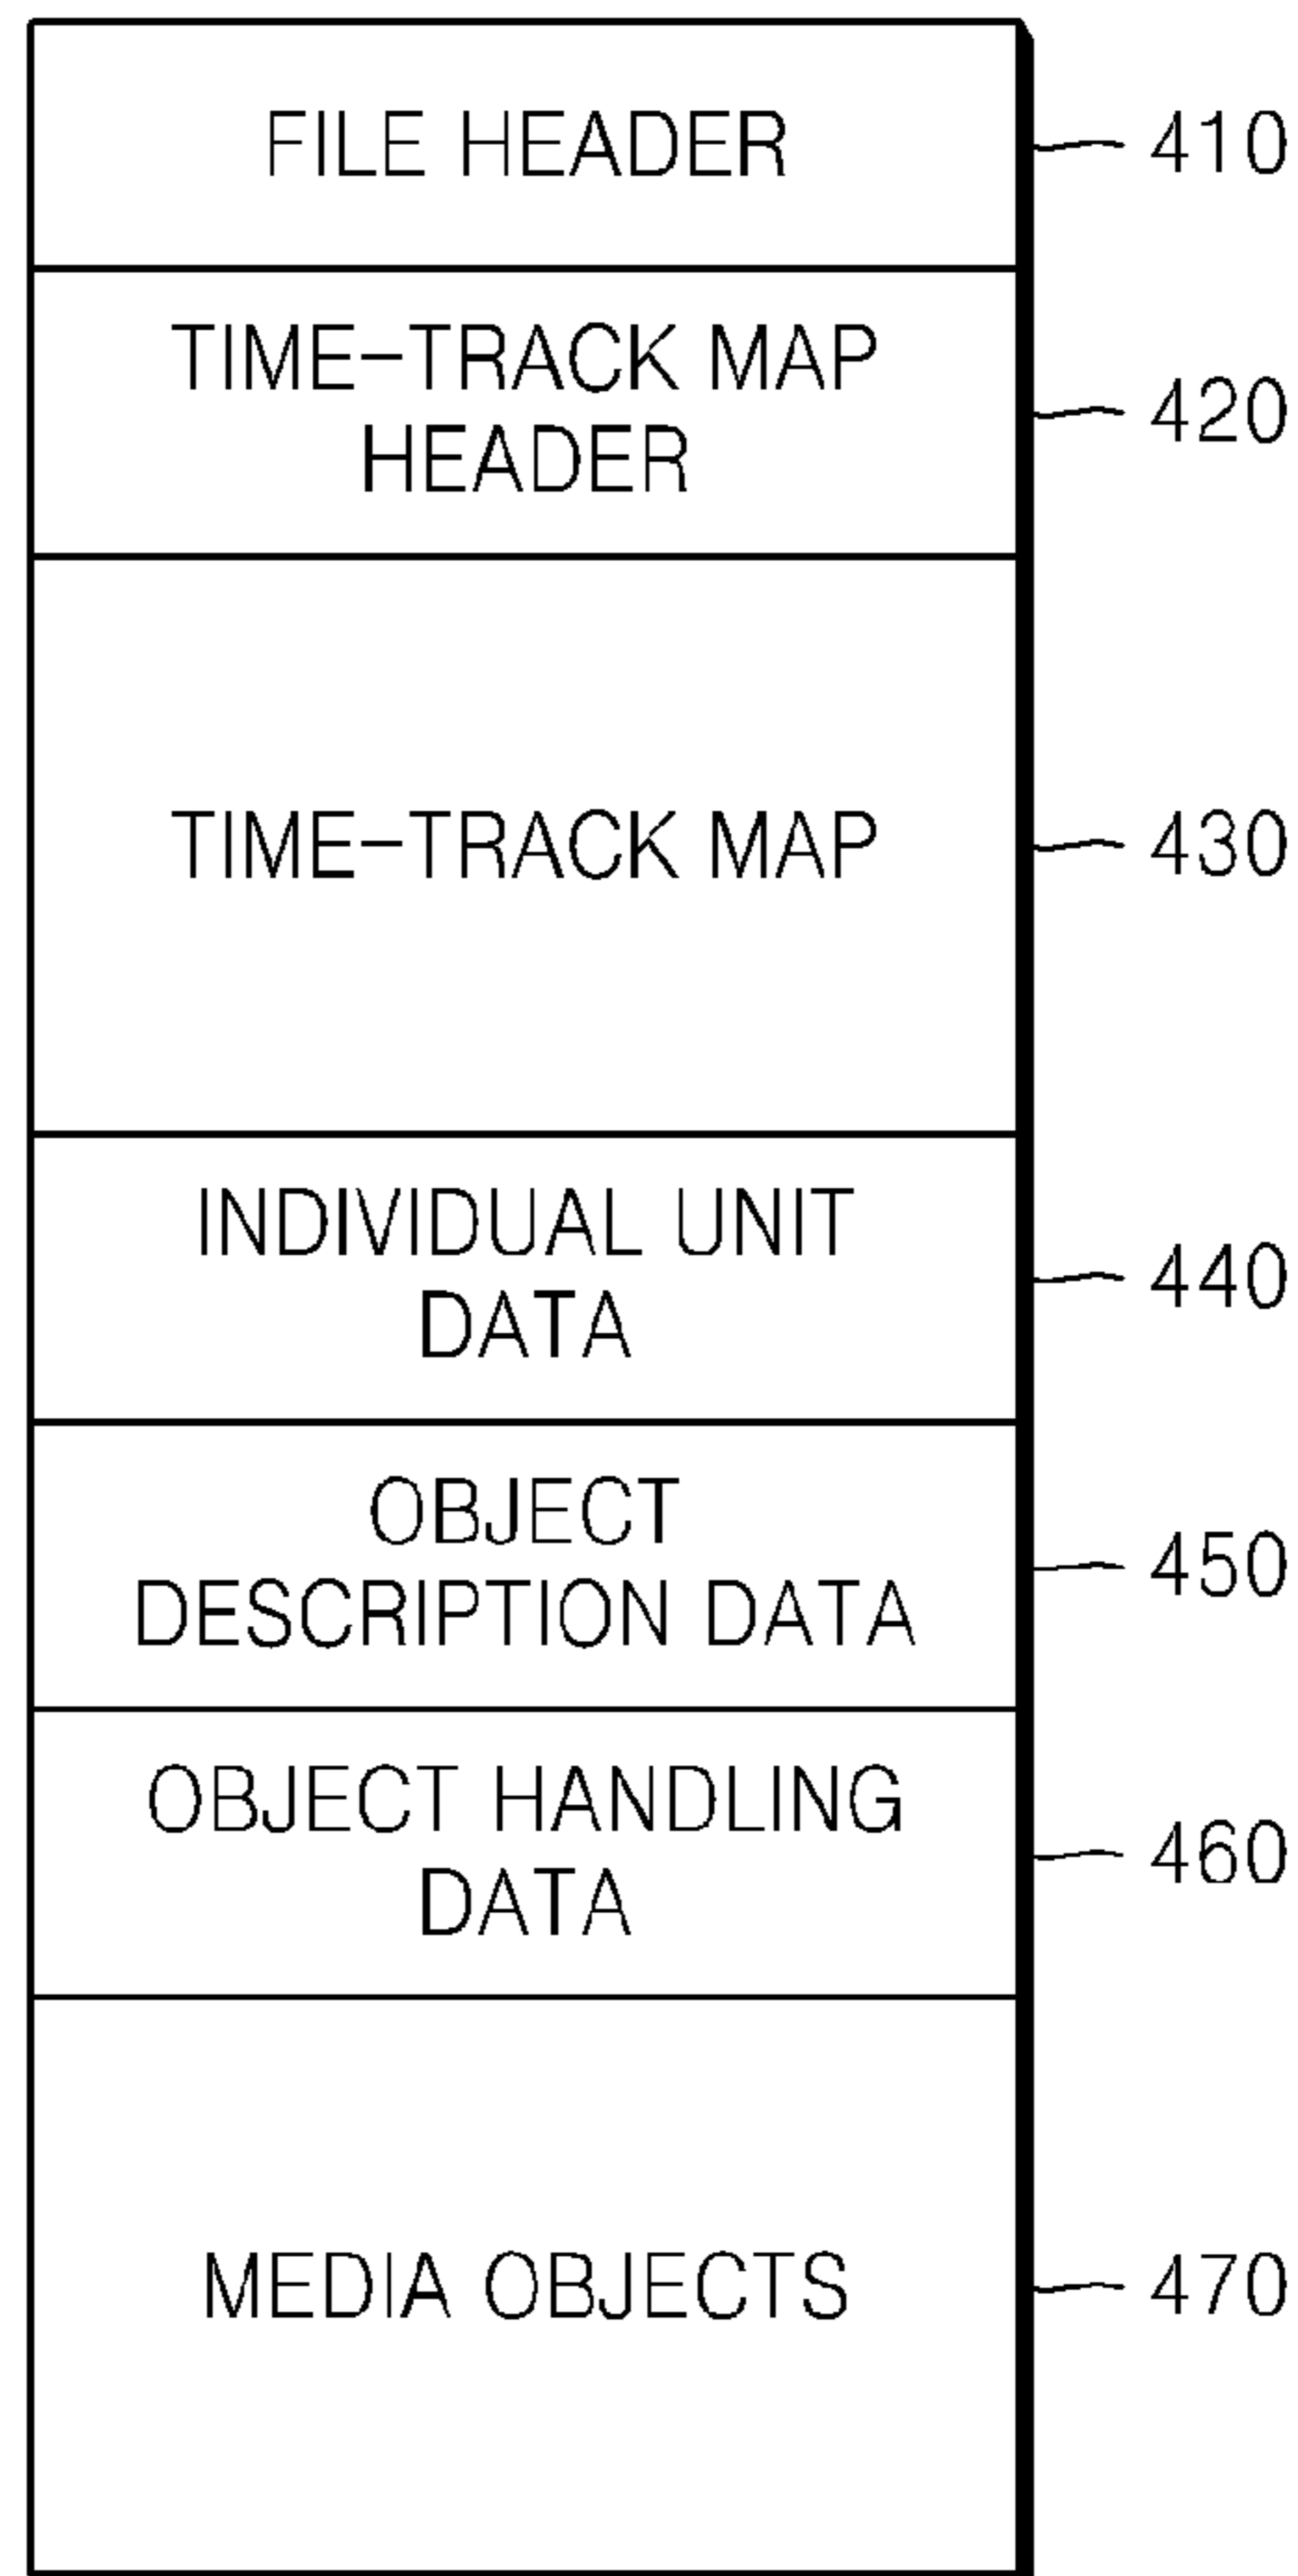 FILE HEADER
410
TIME-TRACK MAP
HEADER
420
TIME-TRACK MAP
430
INDIVIDUAL UNIT
DATA
440
OBJECT
DESCRIPTION DATA
450
OBJECT HANDLING
DATA
460
MEDIA OBJECTS
470